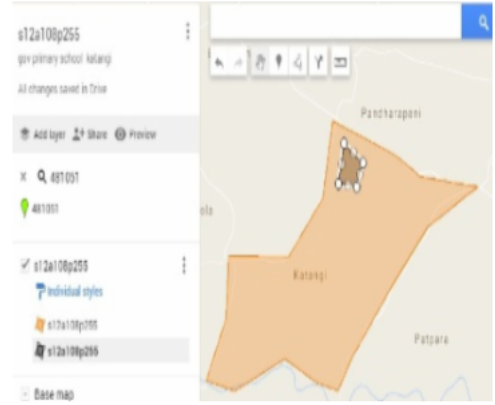 s12a108p255
gov primary school katangi
All changes saved in Drive
Add layer Share Preview
481051
481051
s12a108p255
Individual styles
s12a108p255
s12a108p255
Base map
Pandharapani
Katangi
Patpara